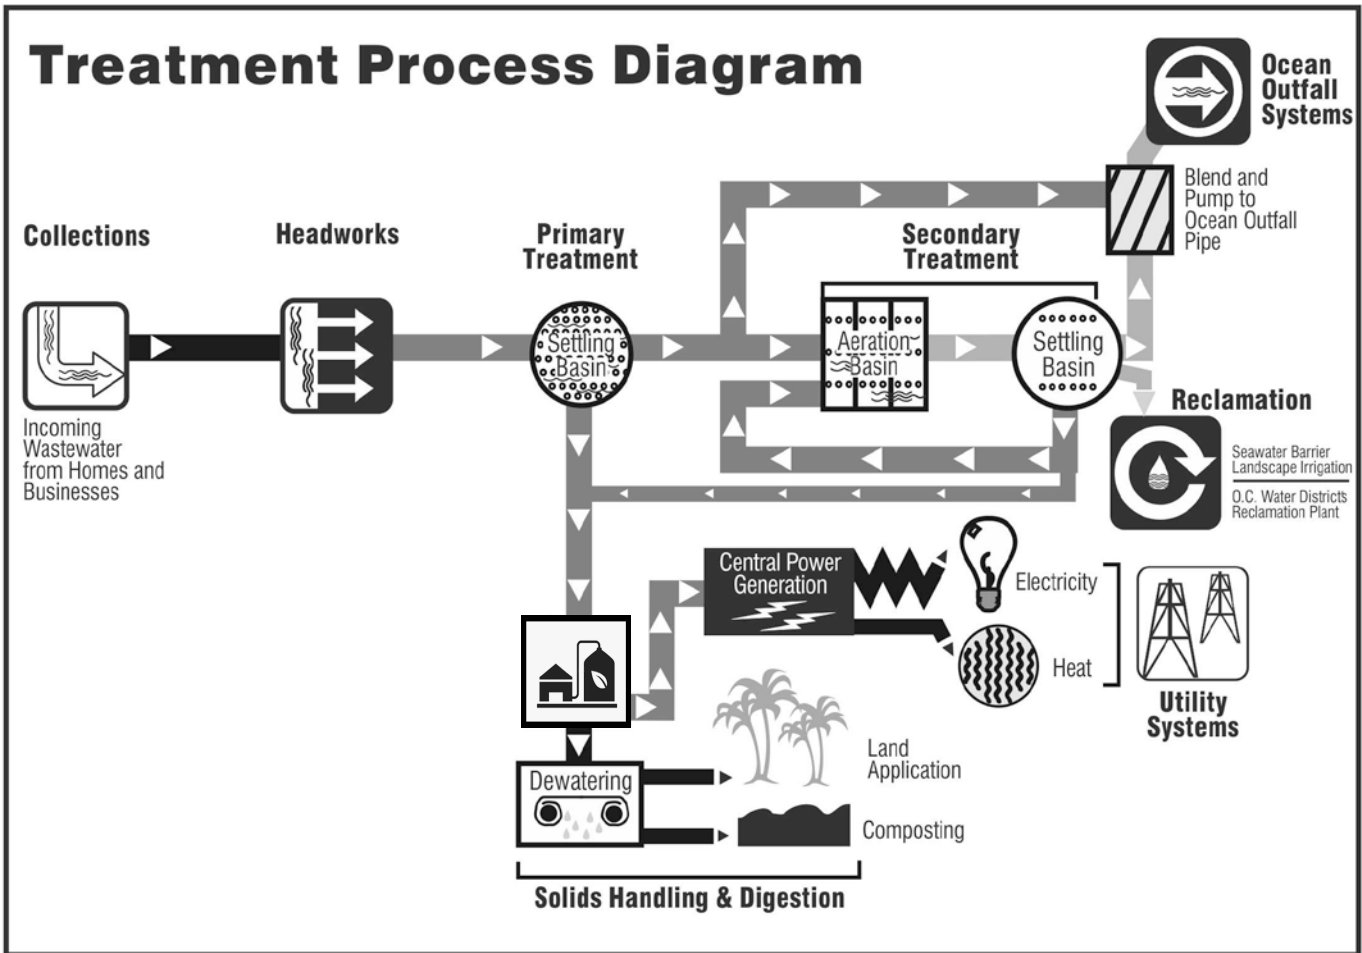 Treatment Process Diagram
Ocean
Outfall
Systems
Blend and
Pump to
Ocean Outfall
Pipe
Collections
Headworks
Primary
Treatment
Secondary
Treatment
Settling
Basin
Aeration
Basin
Settling
Basin
Incoming
Wastewater
from Homes and
Businesses
Reclamation
Seawater Barrier
Landscape Irrigation
O.C. Water Districts
Reclamation Plant
Central Power
Generation
Electricity
Heat
Utility
Systems
Land
Application
Dewatering
Composting
Solids Handling & Digestion